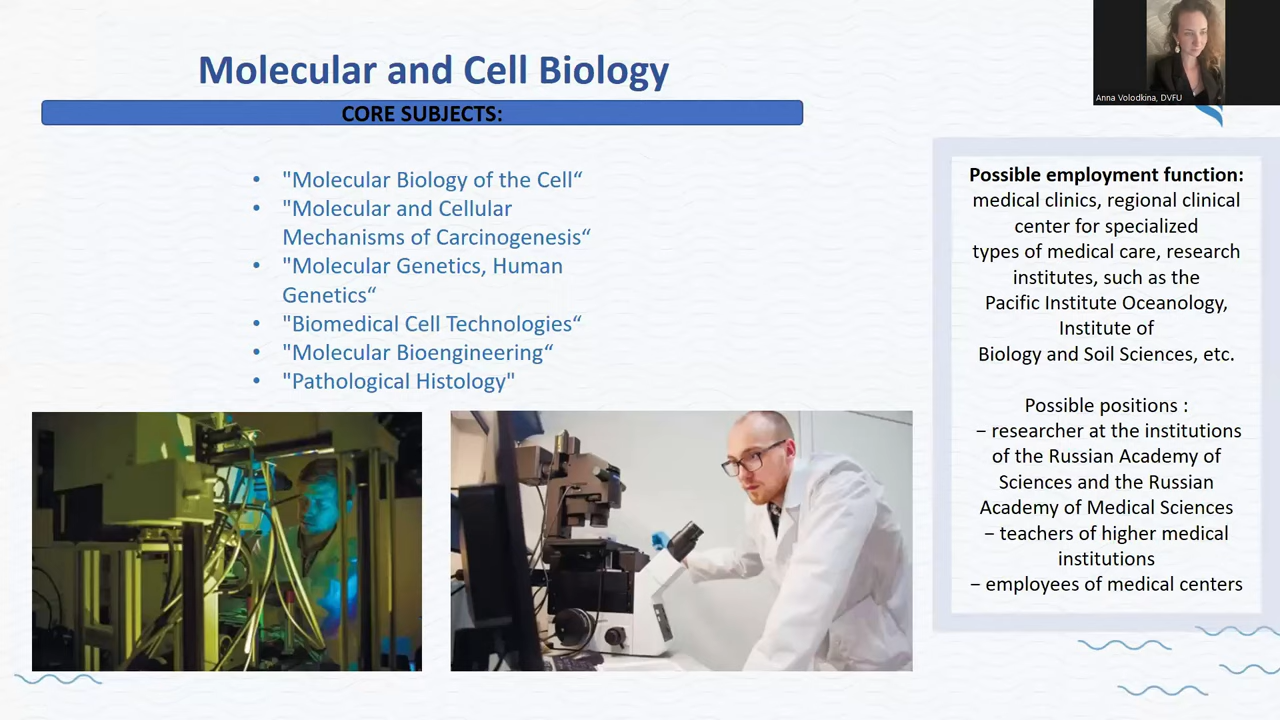 Molecular and Cell Biology
CORE SUBJECTS:
• "Molecular Biology of the Cell“
• "Molecular and Cellular
Mechanisms of Carcinogenesis“
• "Molecular Genetics, Human
Genetics“
• "Biomedical Cell Technologies“
• "Molecular Bioengineering“
• "Pathological Histology"
Anna Volodkina, DVFU
Possible employment function:
medical clinics, regional clinical
center for specialized
types of medical care, research
institutes, such as the
Pacific Institute Oceanology,
Institute of
Biology and Soil Sciences, etc.
Possible positions :
− researcher at the institutions
of the Russian Academy of
Sciences and the Russian
Academy of Medical Sciences
− teachers of higher medical
institutions
− employees of medical centers